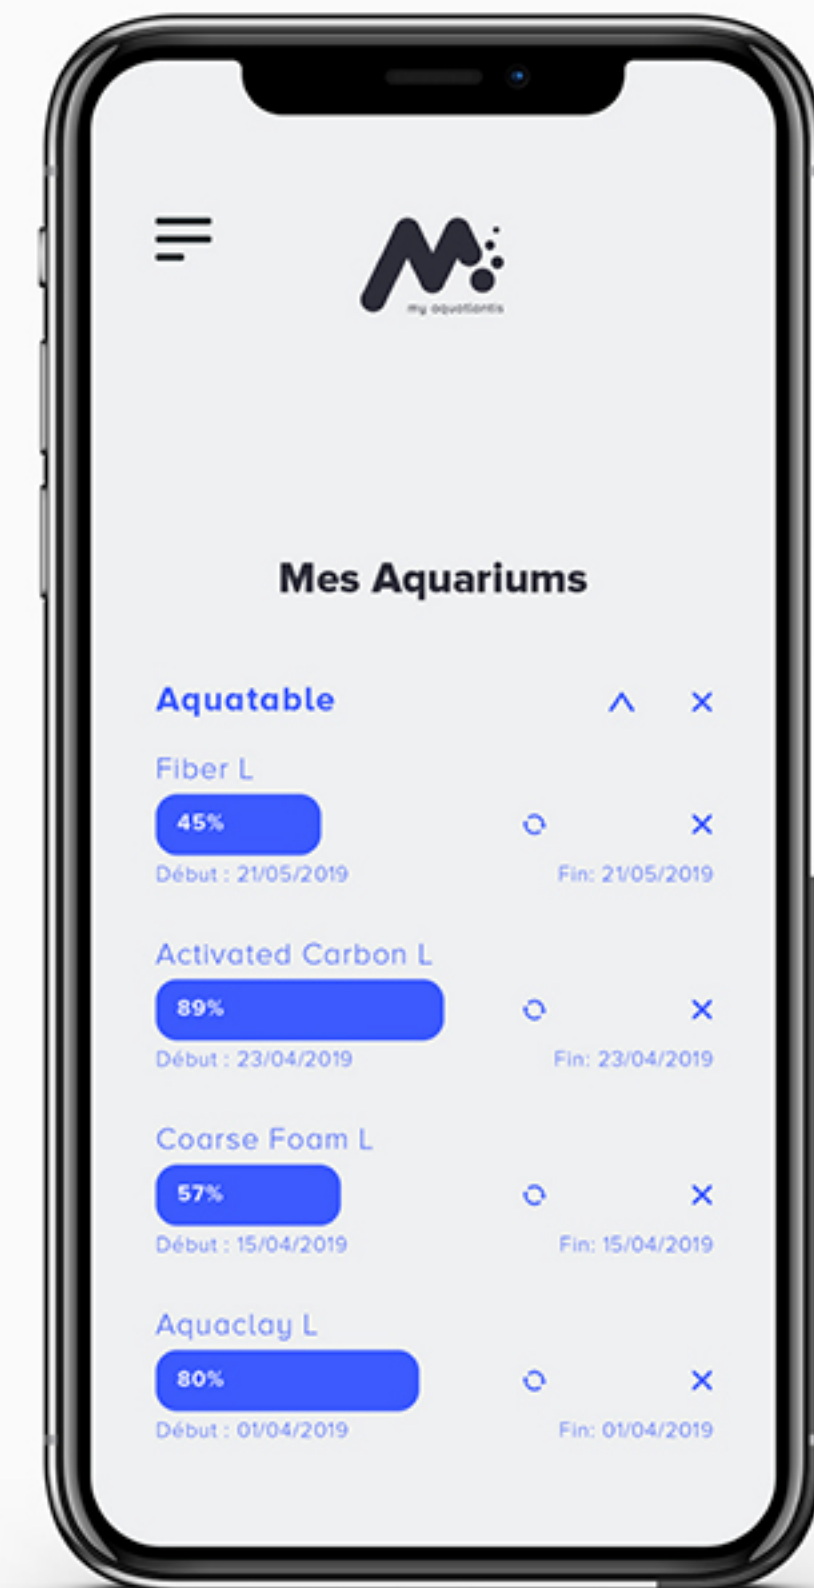 my aquatlantis
Mes Aquariums
Aquatable
Fiber L
45%
Début : 21/05/2019 Fin: 21/05/2019
Activated Carbon L
89%
Début : 23/04/2019 Fin: 23/04/2019
Coarse Foam L
57%
Début : 15/04/2019 Fin: 15/04/2019
Aquaclay L
80%
Début : 01/04/2019 Fin: 01/04/2019